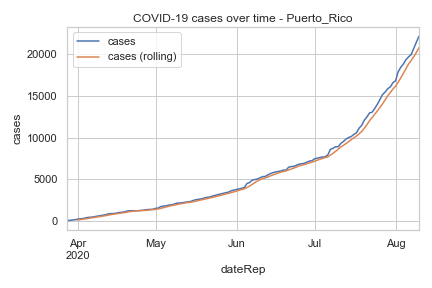 COVID-19 cases over time - Puerto_Rico
cases
cases (rolling)
20000
15000
10000
5000
0
cases
Apr
2020
May
Jun
Jul
Aug
dateRep